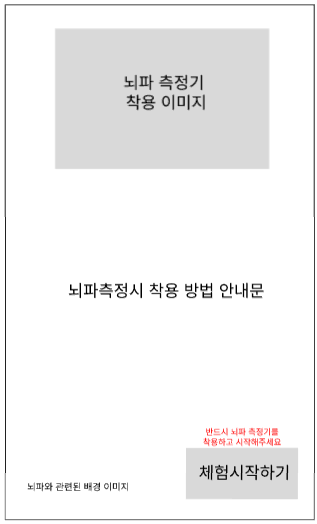 뇌파 측정기
착용 이미지
뇌파측정시 착용 방법 안내문
반드시 뇌파 측정기를
착용하고 시작해주세요
체험시작하기
뇌파와 관련된 배경 이미지